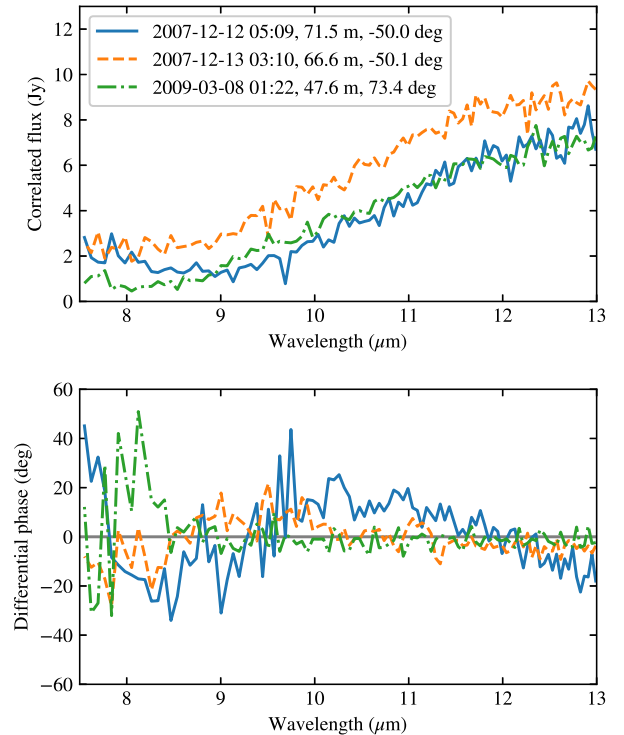 12
10
8
6
4
2
0
Correlated flux (Jy)
2007-12-12 05:09, 71.5 m, -50.0 deg
2007-12-13 03:10, 66.6 m, -50.1 deg
2009-03-08 01:22, 47.6 m, 73.4 deg
8 9 10 11 12 13
Wavelength (μm)
60
40
20
0
−20
−40
−60
Differential phase (deg)
8 9 10 11 12 13
Wavelength (μm)